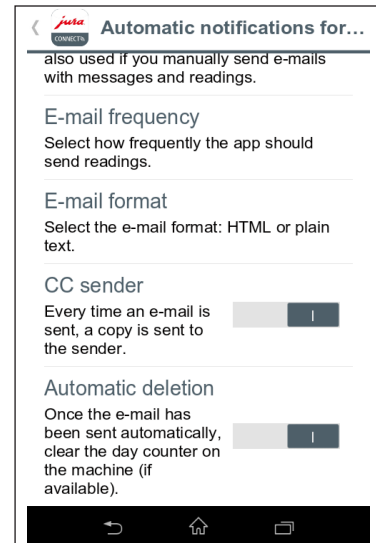 jura
CONNECT
Automatic notifications for...
also used if you manually send e-mails
with messages and readings.
E-mail frequency
Select how frequently the app should
send readings.
E-mail format
Select the e-mail format: HTML or plain
text.
CC sender
Every time an e-mail is
sent, a copy is sent to
the sender.
Automatic deletion
Once the e-mail has
been sent automatically,
clear the day counter on
the machine (if
available).